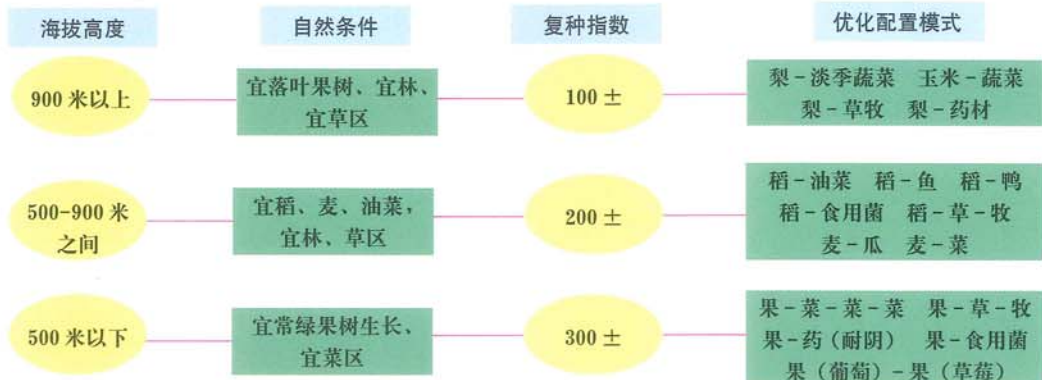 海拔高度 自然条件 复种指数 优化配置模式
900 米以上 宜落叶果树、宜林、宜草区 100 ± 梨－淡季蔬菜 玉米－蔬菜
梨－草牧 梨－药材
500-900 米之间 宜稻、麦、油菜，宜林、草区 200 ± 稻－油菜 稻－鱼 稻－鸭
稻－食用菌 稻－草－牧
麦－瓜 麦－菜
500 米以下 宜常绿果树生长、宜菜区 300 ± 果－菜－菜－菜 果－草－牧
果－药（耐阴） 果－食用菌
果（葡萄）－果（草莓）